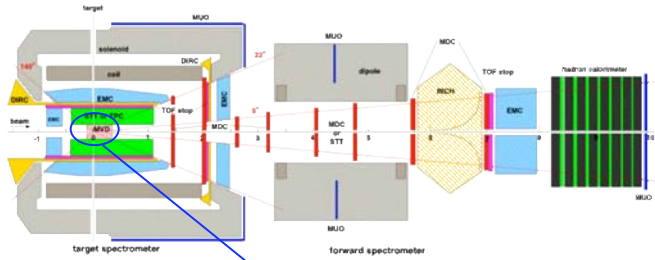 target
MUO
solenoid
coil
DIRC
140°
22°
EMC
DIRC
STT or TPC
TOF stop
EMC
EMC
beam
MVD
MDC
5°
-1 0 1 2 3 4 5 6 7 8 9
target spectrometer
MUO
dipole
MDC
or
STT
MUO
forward spectrometer
MDC
RICH
TOF stop
EMC
hadron calorimeter
MUO